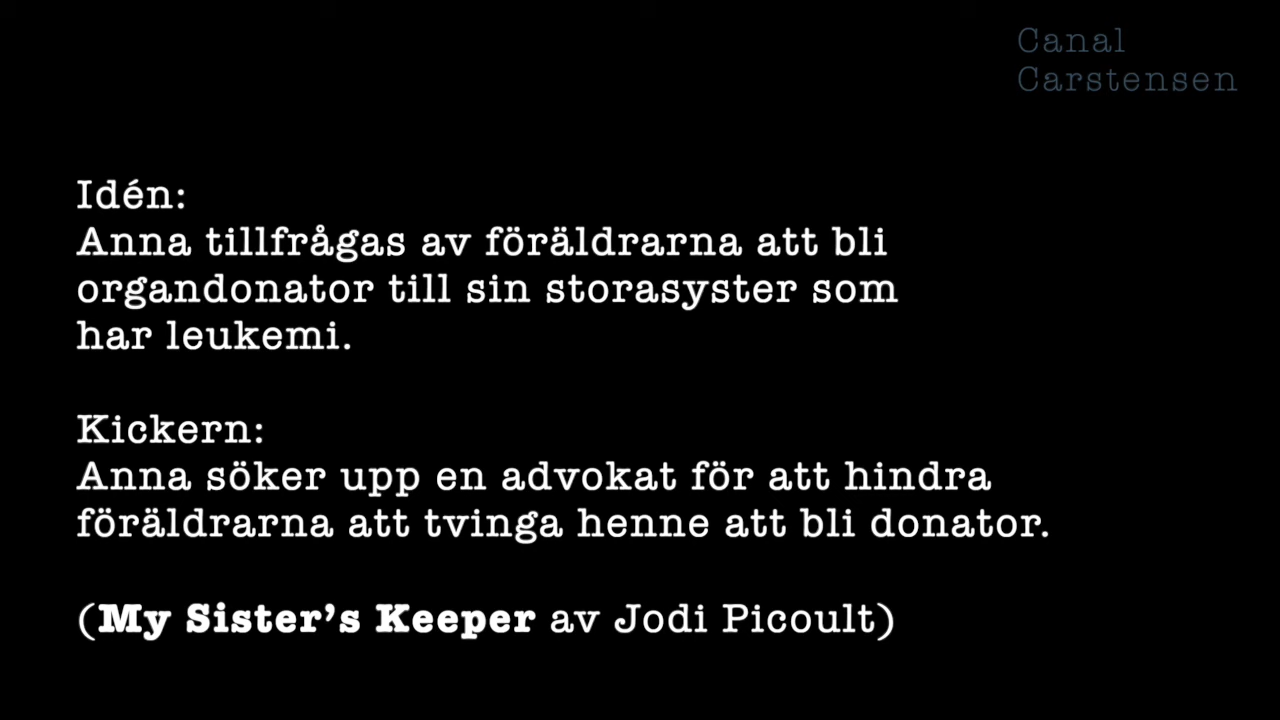 Canal
Carstensen
Idén:
Anna tillfrågas av föräldrarna att bli
organdonator till sin storasyster som
har leukemi.
Kickern:
Anna söker upp en advokat för att hindra
föräldrarna att tvinga henne att bli donator.
(My Sister’s Keeper av Jodi Picoult)